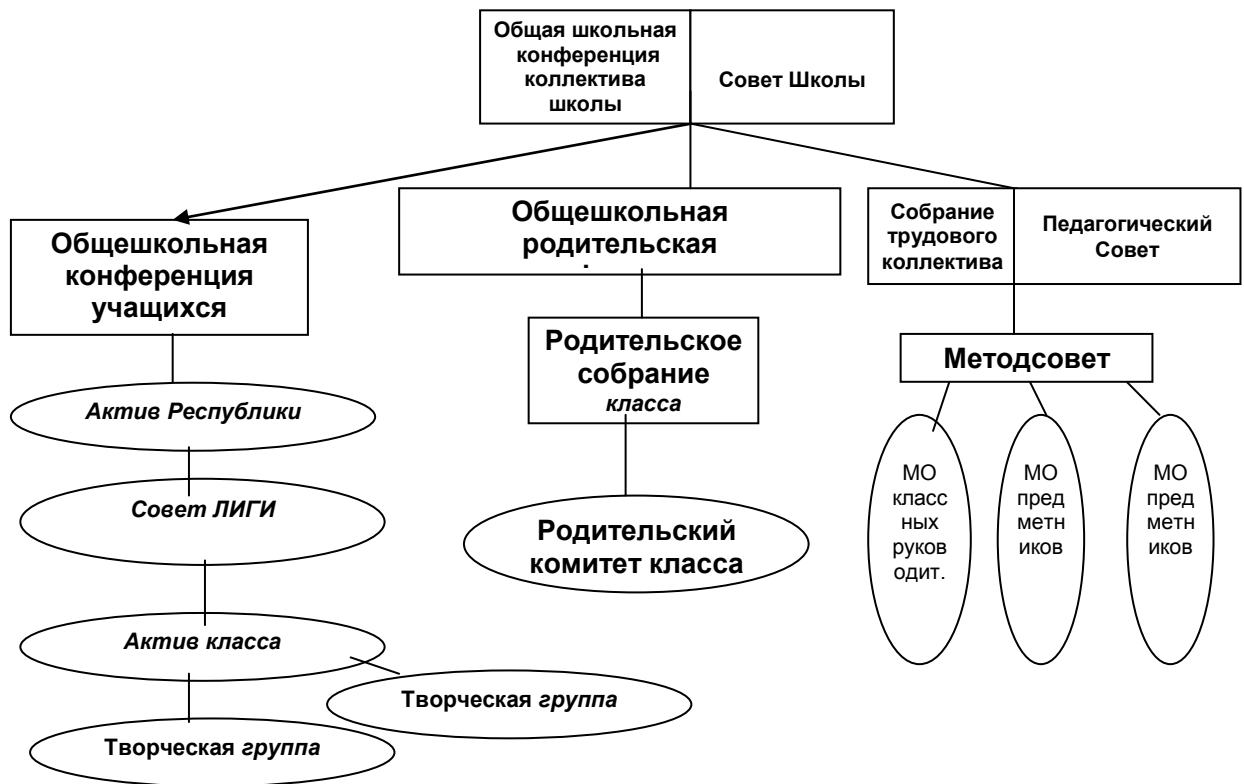 Общая школьная
конференция
коллектива
школы
Совет Школы
Общешкольная
конференция
учащихся
Общешкольная
родительская
Собрание
трудового
коллектива
Педагогический
Совет
Родительское
собрание
класса
Методсовет
Актив Республики
Совет ЛИГИ
Родительский
комитет класса
МО
класс
ных
руков
одит.
МО
пред
метн
иков
МО
пред
метн
иков
Актив класса
Творческая группа
Творческая группа